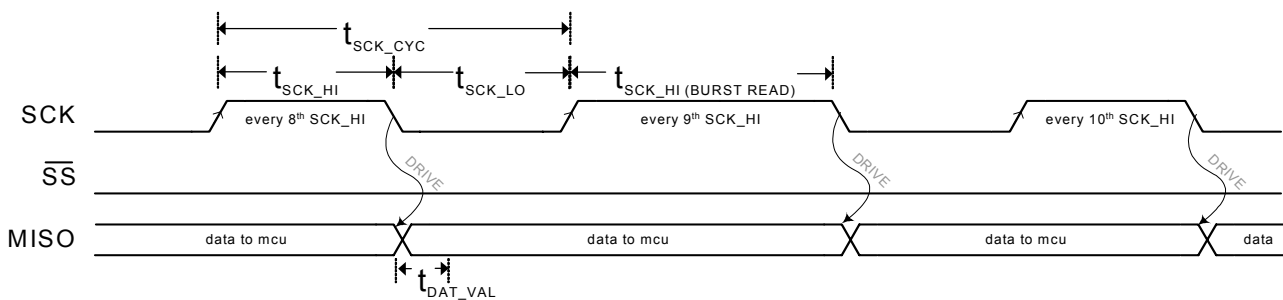 tSCK_CYC
tSCK_HI tSCK_LO tSCK_HI (BURST READ)
SCK every 8th SCK_HI every 9th SCK_HI every 10th SCK_HI
SS DRIVE DRIVE DRIVE
MISO data to mcu data to mcu data to mcu data
tDAT_VAL